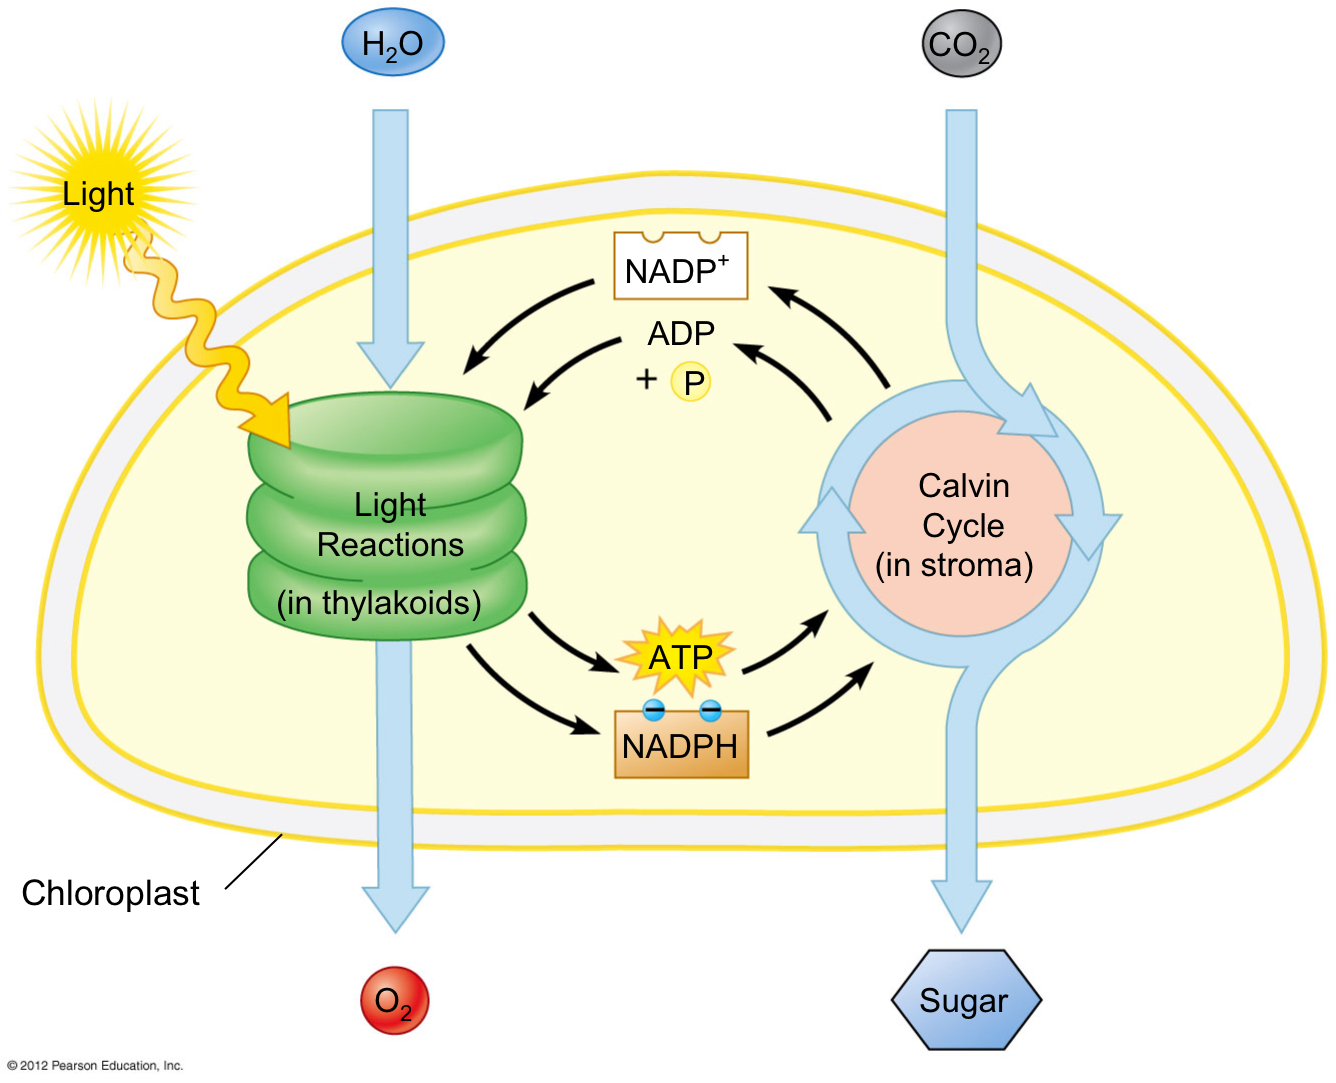 H₂O
CO₂
Light
NADP⁺
ADP
+ P
Light
Reactions
(in thylakoids)
Calvin
Cycle
(in stroma)
ATP
− −
NADPH
Chloroplast
O₂
Sugar
© 2012 Pearson Education, Inc.